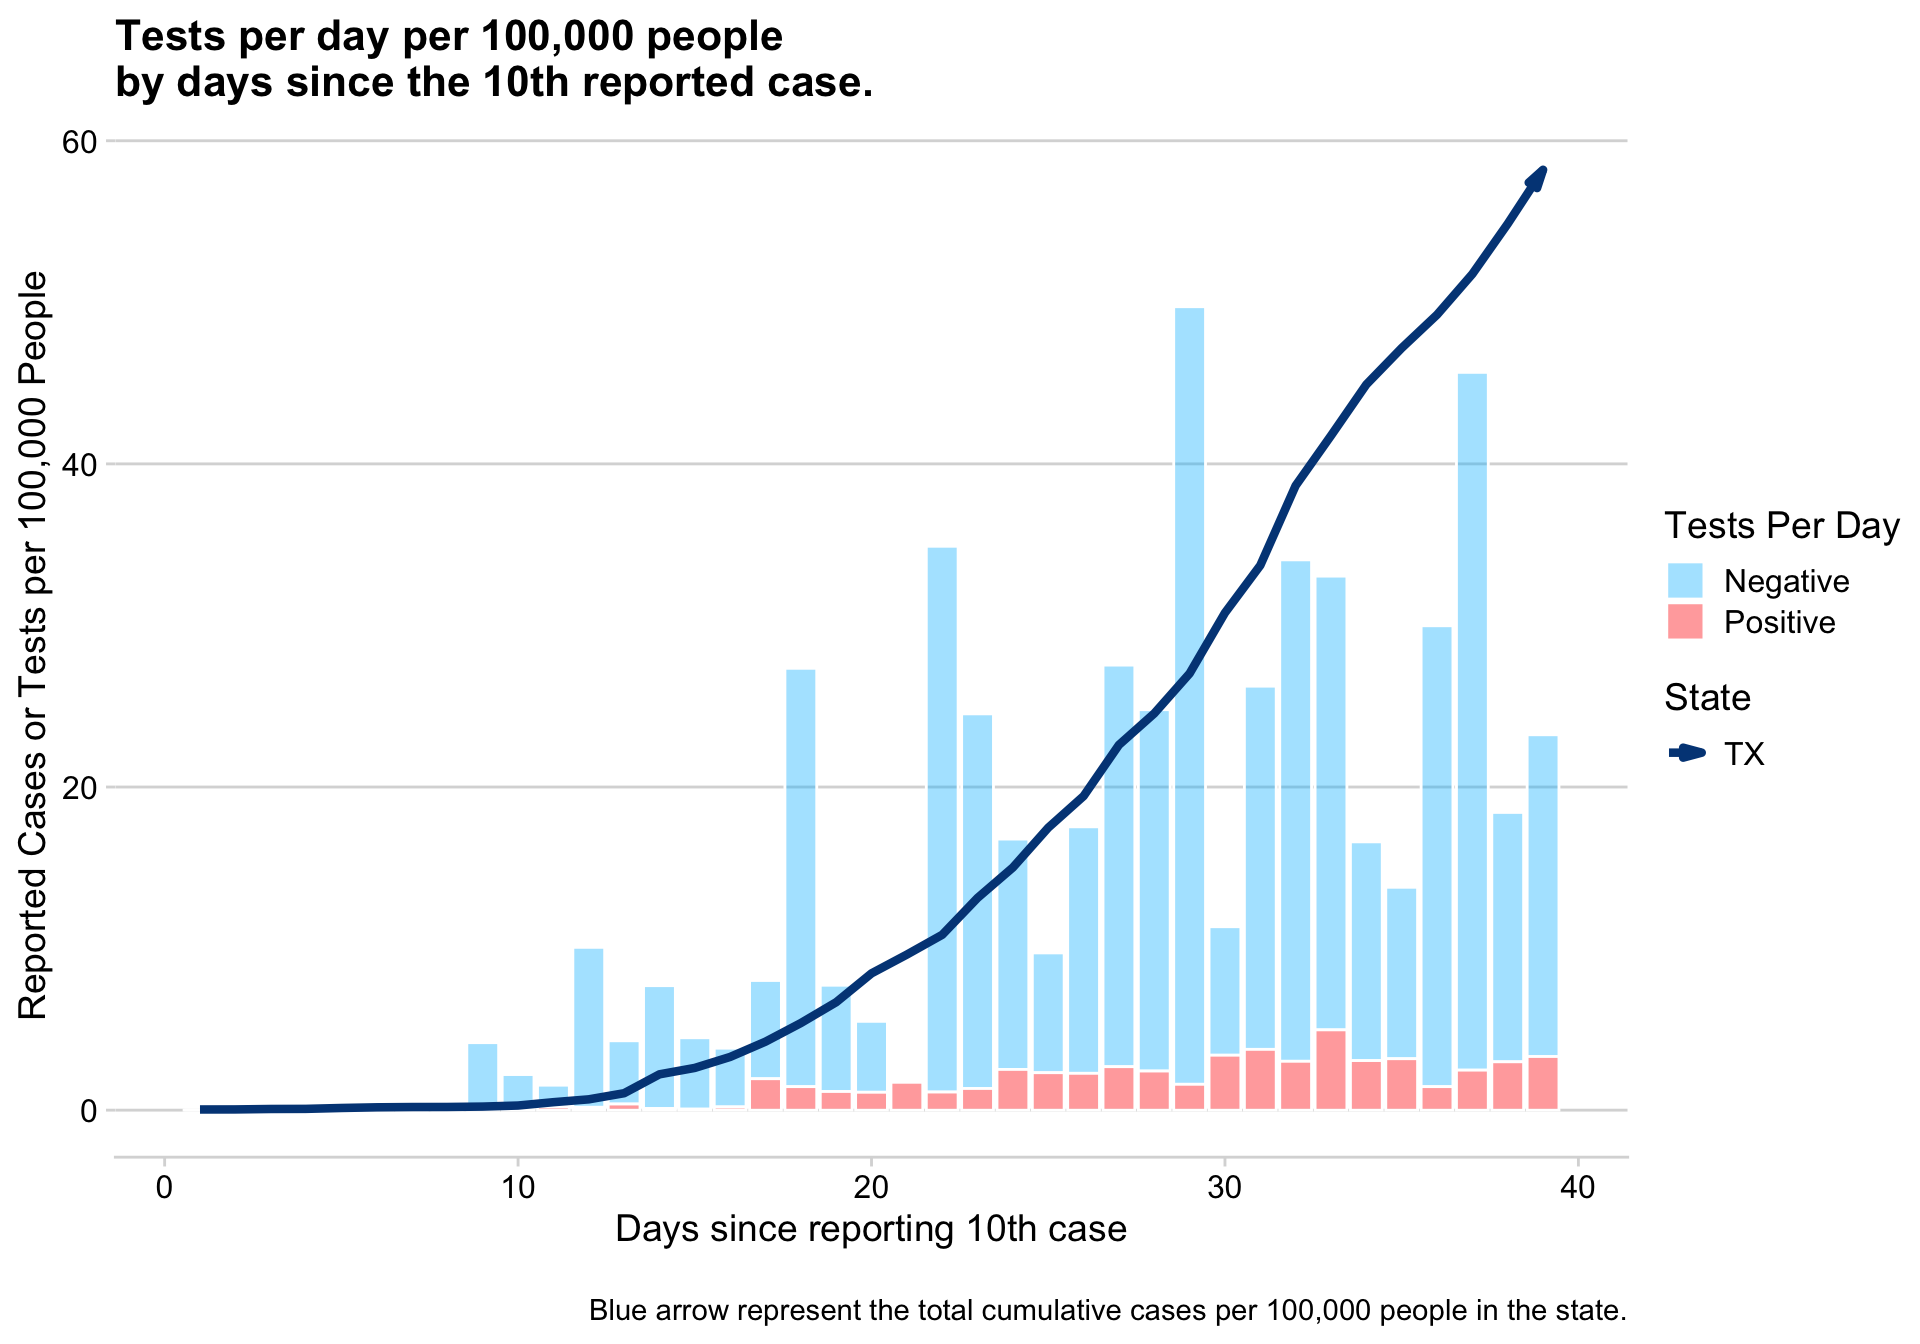 Tests per day per 100,000 people
by days since the 10th reported case.
Reported Cases or Tests per 100,000 People
60
40
20
0
0 10 20 30 40
Days since reporting 10th case
Tests Per Day
Negative
Positive
State
TX
Blue arrow represent the total cumulative cases per 100,000 people in the state.